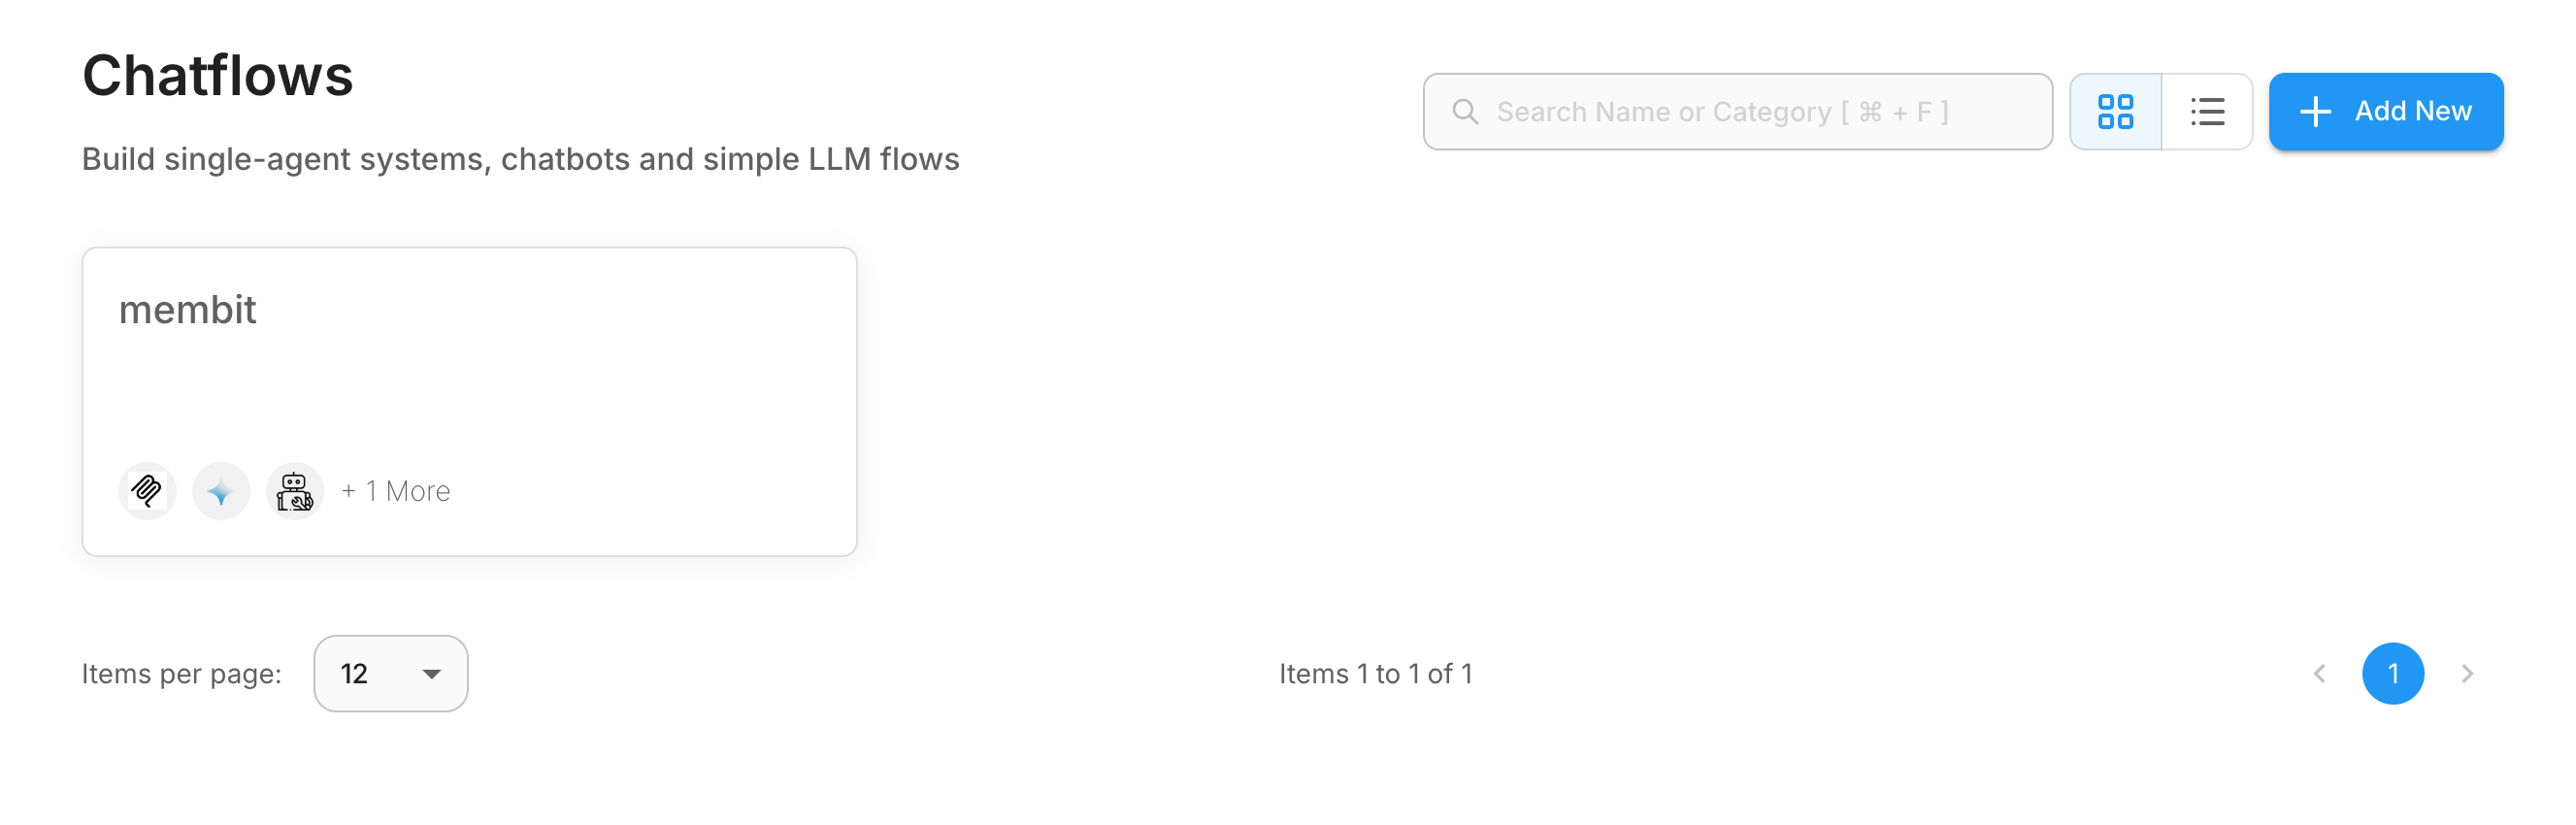 Chatflows
Build single-agent systems, chatbots and simple LLM flows
Search Name or Category [ ⌘ + F ]
Add New
membit
+ 1 More
Items per page:
12
Items 1 to 1 of 1
1